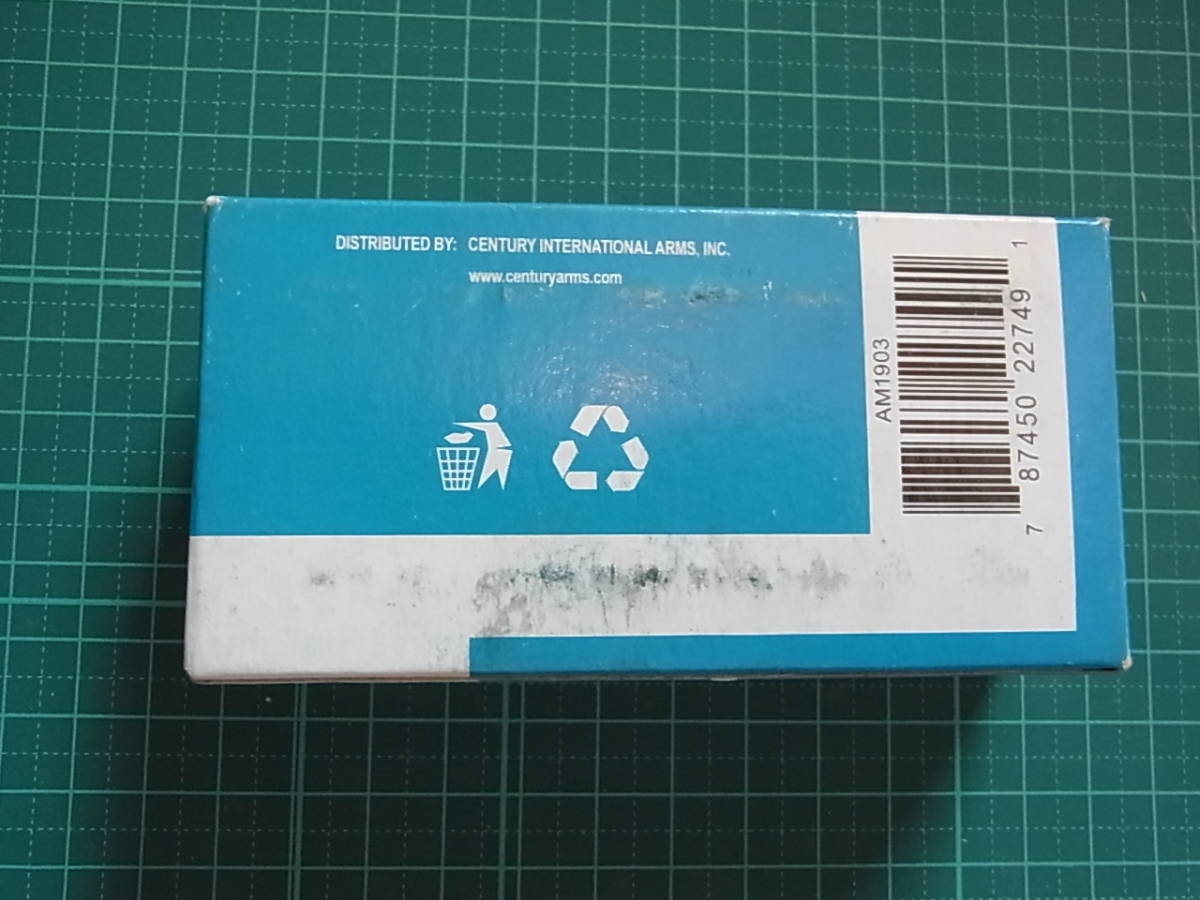 DISTRIBUTED BY: CENTURY INTERNATIONAL ARMS, INC.
www.centuryarms.com
AM1903
7 87450 22749 1